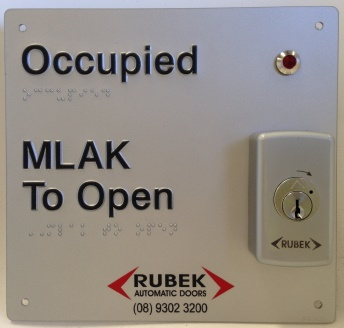 Occupied
MLAK
To Open
RUBEK
RUBEK
AUTOMATIC DOORS
(08) 9302 3200